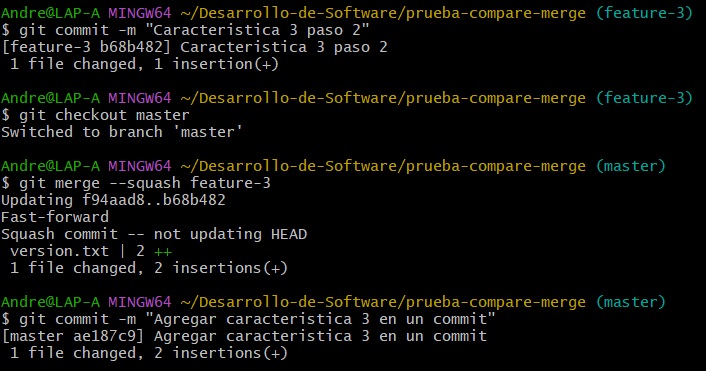 Andre@LAP-A MINGW64 ~/Desarrollo-de-Software/prueba-compare-merge (feature-3)
$ git commit -m "Caracteristica 3 paso 2"
[feature-3 b68b482] Caracteristica 3 paso 2
 1 file changed, 1 insertion(+)
Andre@LAP-A MINGW64 ~/Desarrollo-de-Software/prueba-compare-merge (feature-3)
$ git checkout master
Switched to branch 'master'
Andre@LAP-A MINGW64 ~/Desarrollo-de-Software/prueba-compare-merge (master)
$ git merge --squash feature-3
Updating f94aad8..b68b482
Fast-forward
Squash commit -- not updating HEAD
 version.txt | 2 ++
 1 file changed, 2 insertions(+)
Andre@LAP-A MINGW64 ~/Desarrollo-de-Software/prueba-compare-merge (master)
$ git commit -m "Agregar caracteristica 3 en un commit"
[master ae187c9] Agregar caracteristica 3 en un commit
 1 file changed, 2 insertions(+)